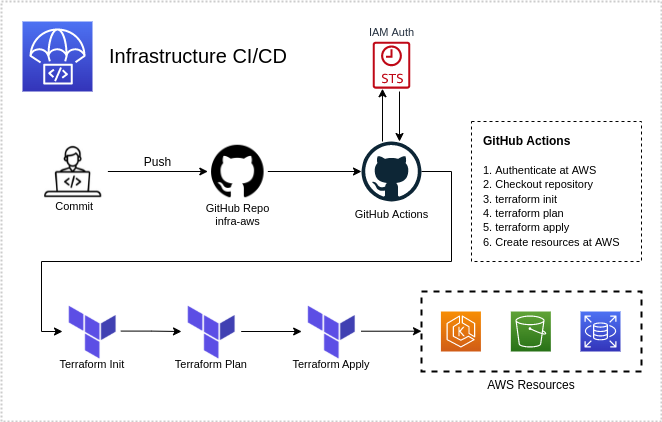 Infrastructure CI/CD
IAM Auth
STS
Push
Commit
GitHub Repo
infra-aws
GitHub Actions
GitHub Actions
1. Authenticate at AWS
2. Checkout repository
3. terraform init
4. terraform plan
5. terraform apply
6. Create resources at AWS
Terraform Init
Terraform Plan
Terraform Apply
K
AWS Resources